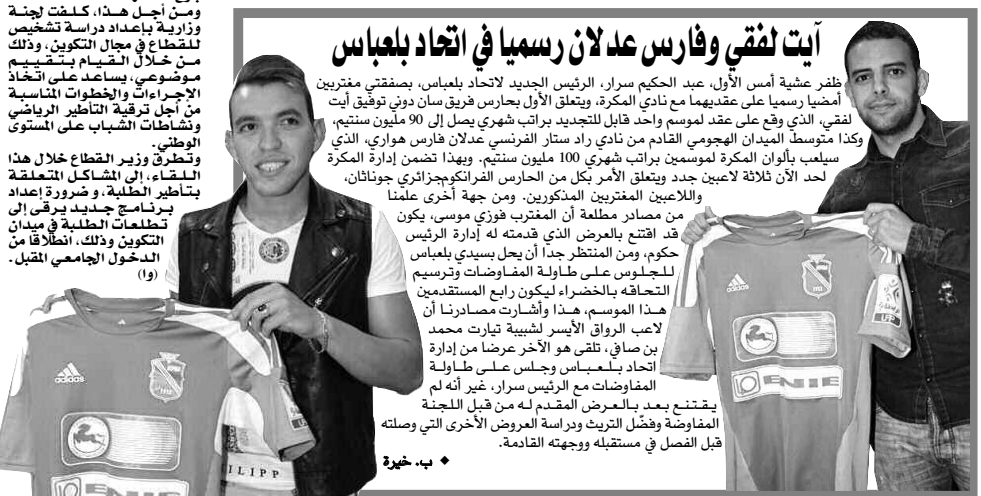 آيت لفقي وفارس عدلان رسميا في اتحاد بلعباس
ظفر عشية أمس الأول، عبد الحكيم سرار، الرئيس الجديد لاتحاد بلعباس، بصفقتي مغتربين
أمضيا رسميا على عقديهما مع نادي المكرة، ويتعلق الأول بحارس فريق سان دوني توفيق آيت
لفقي، الذي وقع على عقد لموسم واحد قابل للتجديد براتب شهري يصل إلى 90 مليون سنتيم،
وكذا متوسط الميدان الهجومي القادم من نادي راد ستار الفرنسي عدلان فارس هواري، الذي
سيلعب بألوان المكرة لموسمين براتب شهري 100 مليون سنتيم. وبهذا تضمن إدارة المكرة
لحد الآن ثلاثة لاعبين جدد ويتعلق الأمر بكل من الحارس الفرانكوجزائري جوناثان،
واللاعبين المغتربين المذكورين. ومن جهة أخرى علمنا
من مصادر مطلعة أن المغترب فوزي موسى، يكون
قد اقتنع بالعرض الذي قدمته له إدارة الرئيس
حكوم، ومن المنتظر جدا أن يحل بسيدي بلعباس
للجلوس على طاولة المفاوضات وترسيم
التحاقه بالخضراء ليكون رابع المستقدمين
هذا الموسم، هذا وأشارت مصادرنا أن
لاعب الرواق الأيسر لشبيبة تيارت محمد
بن صافي، تلقى هو الآخر عرضا من إدارة
اتحاد بلعباس وجلس على طاولة
المفاوضات مع الرئيس سرار، غير أنه لم
يقتنع بعد بالعرض المقدم له من قبل اللجنة
المفاوضة وفضّل التريث ودراسة العروض الأخرى التي وصلته
قبل الفصل في مستقبله ووجهته القادمة.
◆ ب. خيرة
ومن أجل هذا، كلفت لجنة
وزارية بإعداد دراسة تشخيص
للقطاع في مجال التكوين، وذلك
من خلال القيام بتقييم
موضوعي، يساعد على اتخاذ
الإجراءات والخطوات المناسبة
من أجل ترقية التأطير الرياضي
ونشاطات الشباب على المستوى
الوطني.
وتطرق وزير القطاع خلال هذا
اللقاء، إلى المشاكل المتعلقة
بتأطير الطلبة، وضرورة إعداد
برنامج جديد يرقى إلى
تطلعات الطلبة في ميدان
التكوين وذلك، انطلاقا من
الدخول الجامعي المقبل.
(وا)
adidas
ENIE
ILIPP
adidas
LFP
ENIE